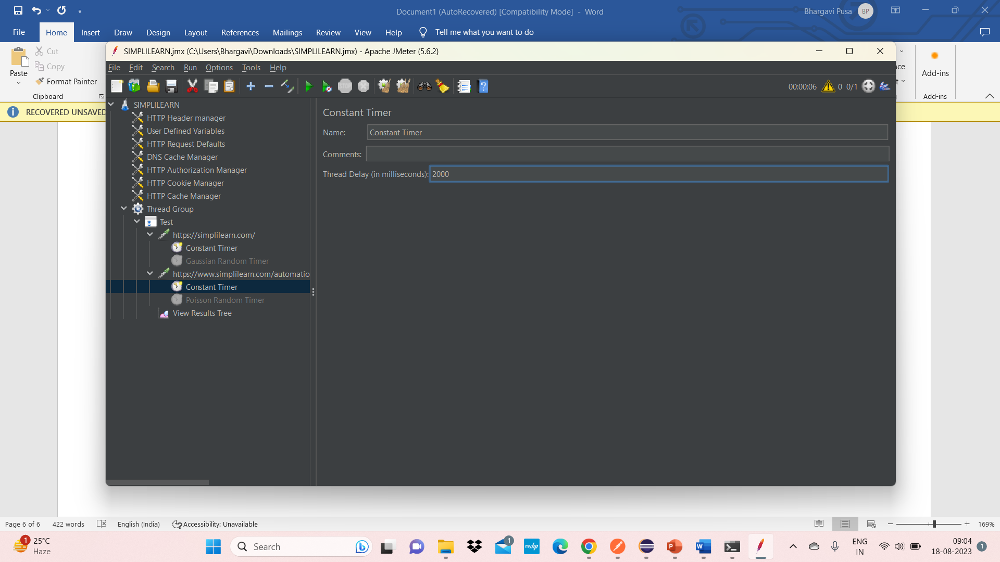 Document1 (AutoRecovered) [Compatibility Mode] - Word
Bhargavi Pusa BP
File Home Insert Draw Design Layout References Mailings Review View Help Tell me what you want to do
Paste
Cut
Copy
Format Painter
Clipboard
Add-ins
Add-ins
RECOVERED UNSAVED
SIMPLILEARN.jmx (C:\Users\Bhargavi\Downloads\SIMPLILEARN.jmx) - Apache JMeter (5.6.2)
File Edit Search Run Options Tools Help
STOP
00:00:06 0 0/1
SIMPLILEARN
HTTP Header manager
User Defined Variables
HTTP Request Defaults
DNS Cache Manager
HTTP Authorization Manager
HTTP Cookie Manager
HTTP Cache Manager
Thread Group
Test
https://simplilearn.com/
Constant Timer
Gaussian Random Timer
https://www.simplilearn.com/automatio
Constant Timer
Poisson Random Timer
View Results Tree
Constant Timer
Name: Constant Timer
Comments:
Thread Delay (in milliseconds): 2000
Page 6 of 6 422 words English (India) Accessibility: Unavailable 169%
1 25°C
Haze
Search
1
myhp
ENG
IN
09:04
18-08-2023
1